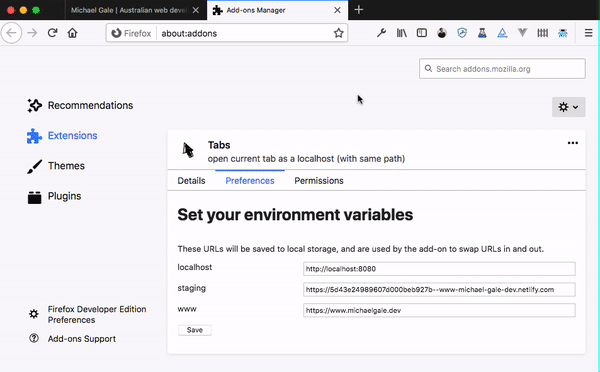 Michael Gale | Australian web devel
Add-ons Manager
Firefox
about:addons
Search addons.mozilla.org
Recommendations
Extensions
Themes
Plugins
Firefox Developer Edition
Preferences
Add-ons Support
Tabs
open current tab as a localhost (with same path)
Details
Preferences
Permissions
Set your environment variables
These URLs will be saved to local storage, and are used by the add-on to swap URLs in and out.
localhost
http://localhost:8080
staging
https://5d43e24989607d000beb927b--www-michael-gale-dev.netlify.com
www
https://www.michaelgale.dev
Save